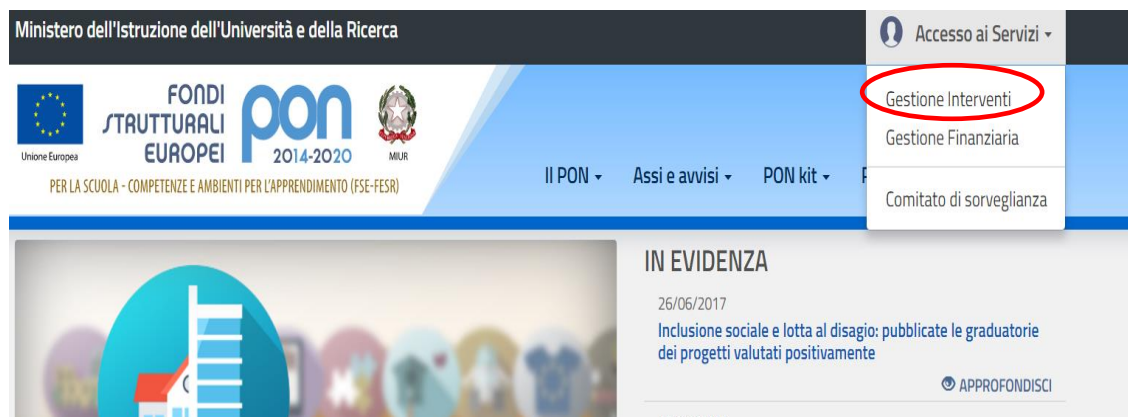 Ministero dell'Istruzione dell'Università e della Ricerca
Accesso ai Servizi
Gestione Interventi
Gestione Finanziaria
Comitato di sorveglianza
Unione Europea
FONDI
STRUTTURALI
EUROPEI
pon
2014-2020
MIUR
PER LA SCUOLA - COMPETENZE E AMBIENTI PER L'APPRENDIMENTO (FSE-FESR)
Il PON
Assi e avvisi
PON kit
IN EVIDENZA
26/06/2017
Inclusione sociale e lotta al disagio: pubblicate le graduatorie
dei progetti valutati positivamente
APPROFONDISCI